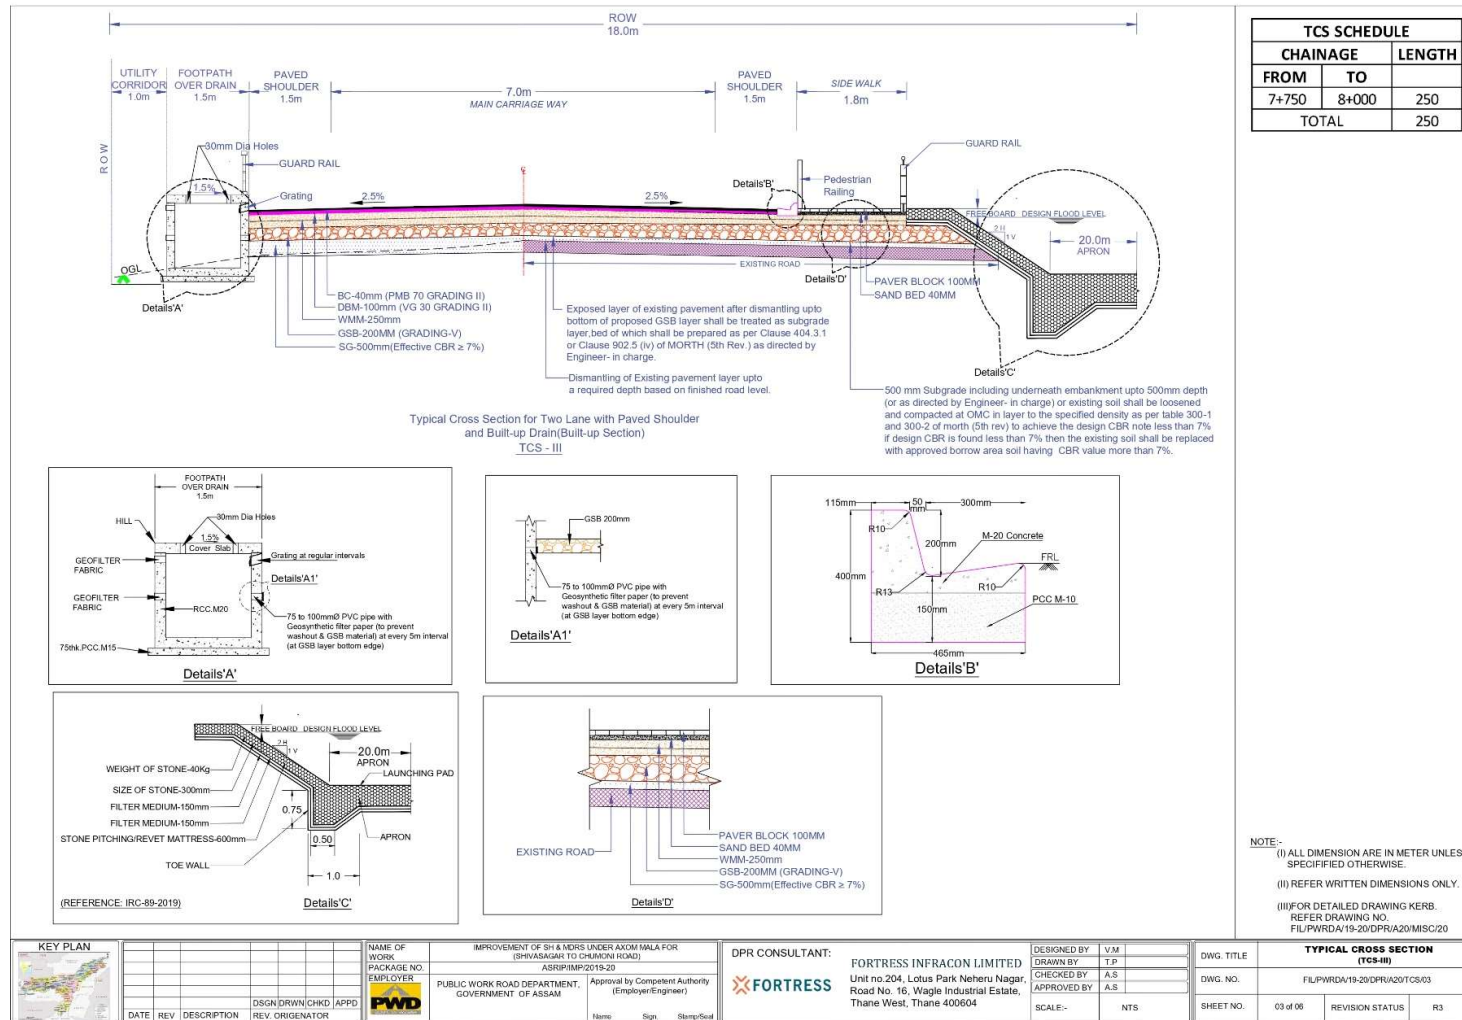 ROW
18.0m
UTILITY
CORRIDOR
1.0m
FOOTPATH
OVER DRAIN
1.5m
PAVED
SHOULDER
1.5m
7.0m
MAIN CARRIAGE WAY
PAVED
SHOULDER
1.5m
SIDE WALK
1.8m
TCS SCHEDULE
CHAINAGE LENGTH
FROM TO
7+750 8+000 250
TOTAL 250
ROW
30mm Dia Holes
GUARD RAIL
1.5%
Grating
2.5%
2.5%
Details'B'
Pedestrian
Railing
GUARD RAIL
FREE BOARD DESIGN FLOOD LEVEL
2 H
1 V
20.0m
APRON
EXISTING ROAD
Details'D'
PAVER BLOCK 100MM
SAND BED 40MM
OGL
Details'A'
Details'C'
BC-40mm (PMB 70 GRADING II)
DBM-100mm (VG 30 GRADING II)
WMM-250mm
GSB-200MM (GRADING-V)
SG-500mm(Effective CBR ≥ 7%)
Exposed layer of existing pavement after dismantling upto
bottom of proposed GSB layer shall be treated as subgrade
layer,bed of which shall be prepared as per Clause 404.3.1
or Clause 902.5 (iv) of MORTH (5th Rev.) as directed by
Engineer- in charge.
Dismantling of Existing pavement layer upto
a required depth based on finished road level.
500 mm Subgrade including underneath embankment upto 500mm depth
(or as directed by Engineer- in charge) or existing soil shall be loosened
and compacted at OMC in layer to the specified density as per table 300-1
and 300-2 of morth (5th rev) to achieve the design CBR note less than 7%
if design CBR is found less than 7% then the existing soil shall be replaced
with approved borrow area soil having CBR value more than 7%.
Typical Cross Section for Two Lane with Paved Shoulder
and Built-up Drain(Built-up Section)
TCS - III
FOOTPATH
OVER DRAIN
1.5m
HILL
30mm Dia Holes
1.5%
Cover Slab
GEOFILTER
FABRIC
Grating at regular intervals
Details'A1'
GEOFILTER
FABRIC
RCC.M20
75 to 100mmØ PVC pipe with
Geosynthetic filter paper (to prevent
washout & GSB material) at every 5m interval
(at GSB layer bottom edge)
75thk.PCC.M15
Details'A'
GSB 200mm
75 to 100mmØ PVC pipe with
Geosynthetic filter paper (to prevent
washout & GSB material) at every 5m interval
(at GSB layer bottom edge)
Details'A1'
115mm
50
mm
300mm
R10
200mm
M-20 Concrete
FRL
400mm
R13
R10
150mm
PCC M-10
465mm
Details'B'
FREE BOARD DESIGN FLOOD LEVEL
2 H
1 V
20.0m
APRON
LAUNCHING PAD
WEIGHT OF STONE-40Kg
SIZE OF STONE-300mm
FILTER MEDIUM-150mm
FILTER MEDIUM-150mm
STONE PITCHING/REVET MATTRESS-600mm
TOE WALL
0.75
0.50
APRON
1.0
(REFERENCE: IRC-89-2019)
Details'C'
EXISTING ROAD
PAVER BLOCK 100MM
SAND BED 40MM
WMM-250mm
GSB-200MM (GRADING-V)
SG-500mm(Effective CBR ≥ 7%)
Details'D'
NOTE:-
(I) ALL DIMENSION ARE IN METER UNLES
SPECIFIFIED OTHERWISE.
(II) REFER WRITTEN DIMENSIONS ONLY.
(III)FOR DETAILED DRAWING KERB.
REFER DRAWING NO.
FIL/PWRDA/19-20/DPR/A20/MISC/20
KEY PLAN
DSGN DRWN CHKD APPD
DATE REV DESCRIPTION REV. ORIGENATOR
NAME OF
WORK
IMPROVEMENT OF SH & MDRS UNDER AXOM MALA FOR
(SHIVASAGAR TO CHUMONI ROAD)
PACKAGE NO.
ASRIP/IMP/2019-20
EMPLOYER
PWD
PUBLIC WORK ROAD DEPARTMENT,
GOVERNMENT OF ASSAM
Approval by Competent Authority
(Employer/Engineer)
Name Sign. Stamp/Seal
DPR CONSULTANT:
FORTRESS
FORTRESS INFRACON LIMITED
Unit no.204, Lotus Park Neheru Nagar,
Road No. 16, Wagle Industrial Estate,
Thane West, Thane 400604
DESIGNED BY V.M
DRAWN BY T.P
CHECKED BY A.S
APPROVED BY A.S
SCALE:- NTS
DWG. TITLE
TYPICAL CROSS SECTION
(TCS-III)
DWG. NO. FIL/PWRDA/19-20/DPR/A20/TCS/03
SHEET NO. 03 of 06 REVISION STATUS R3